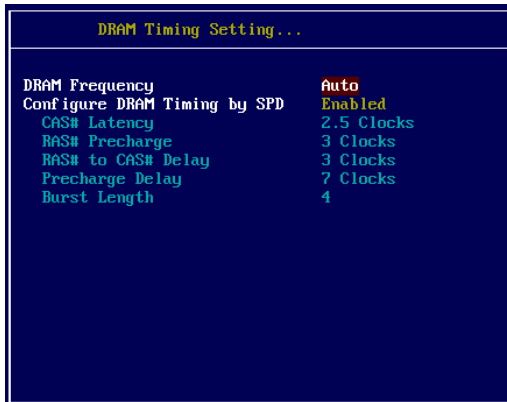 DRAM Timing Setting...
DRAM Frequency Auto
Configure DRAM Timing by SPD Enabled
CAS# Latency 2.5 Clocks
RAS# Precharge 3 Clocks
RAS# to CAS# Delay 3 Clocks
Precharge Delay 7 Clocks
Burst Length 4